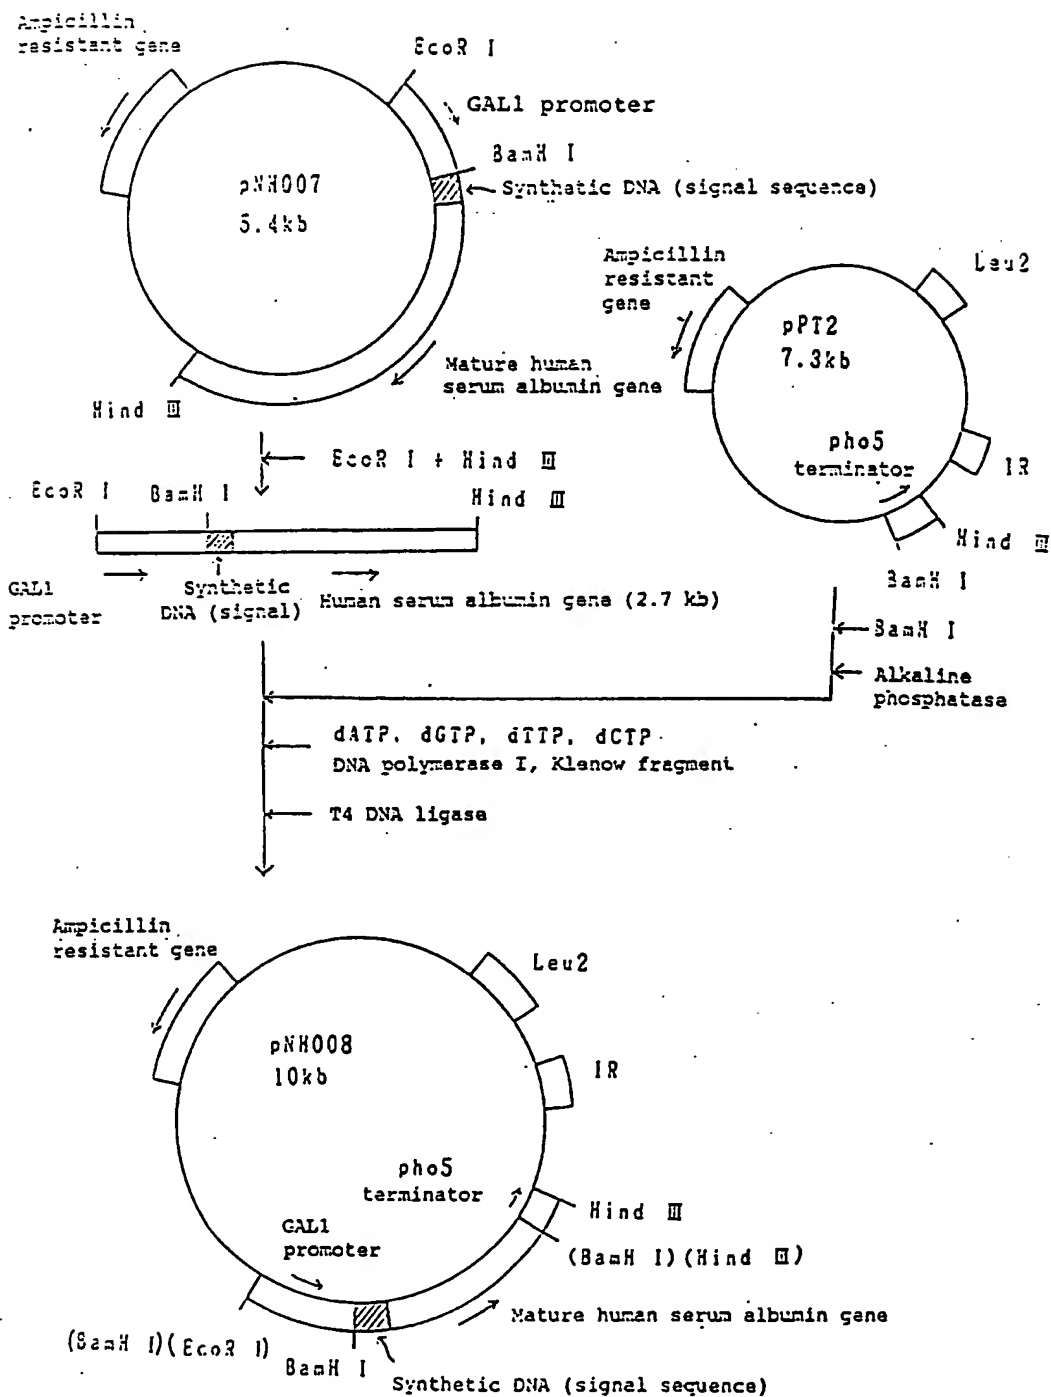 Ampicillin
resistant gene
EcoR I
GAL1 promoter
BamH I
Synthetic DNA (signal sequence)
pNH007
5.4kb
Mature human
serum albumin gene
Hind III
Ampicillin
resistant
gene
Leu2
pPT2
7.3kb
pho5
terminator
IR
Hind III
BamH I
EcoR I + Hind III
EcoR I
BamH I
Hind III
GAL1
promoter
Synthetic
DNA (signal)
Human serum albumin gene (2.7 kb)
BamH I
Alkaline
phosphatase
dATP, dGTP, dTTP, dCTP
DNA polymerase I, Klenow fragment
T4 DNA ligase
Ampicillin
resistant gene
Leu2
pNH008
10kb
IR
pho5
terminator
Hind III
(BamH I)(Hind III)
GAL1
promoter
Mature human serum albumin gene
(BamH I)(EcoR I)
BamH I
Synthetic DNA (signal sequence)